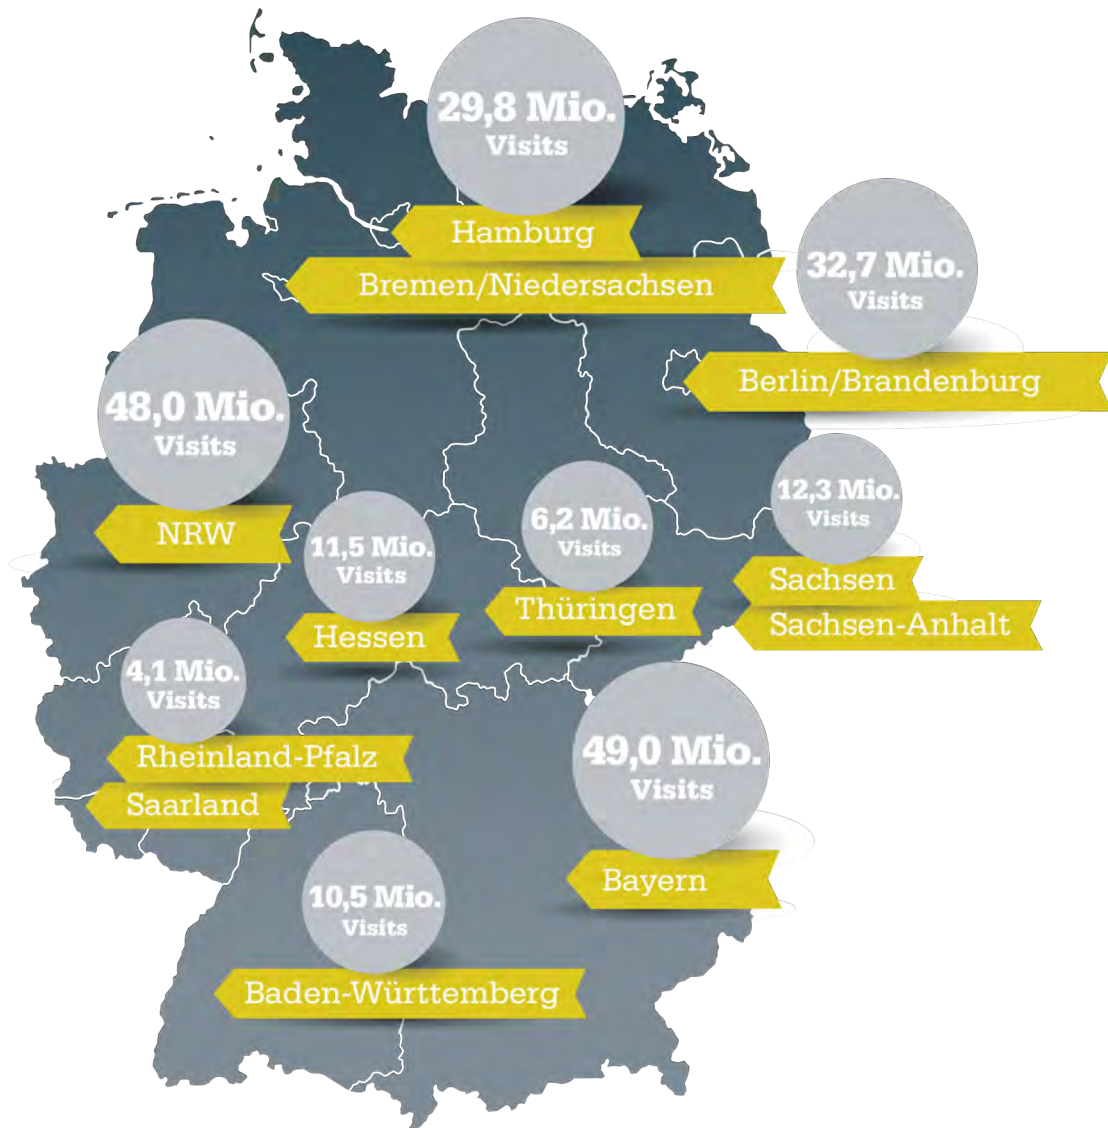 29,8 Mio.
Visits
Hamburg
Bremen/Niedersachsen
32,7 Mio.
Visits
Berlin/Brandenburg
48,0 Mio.
Visits
NRW
11,5 Mio.
Visits
Hessen
6,2 Mio.
Visits
Thüringen
12,3 Mio.
Visits
Sachsen
Sachsen-Anhalt
4,1 Mio.
Visits
Rheinland-Pfalz
Saarland
49,0 Mio.
Visits
Bayern
10,5 Mio.
Visits
Baden-Württemberg